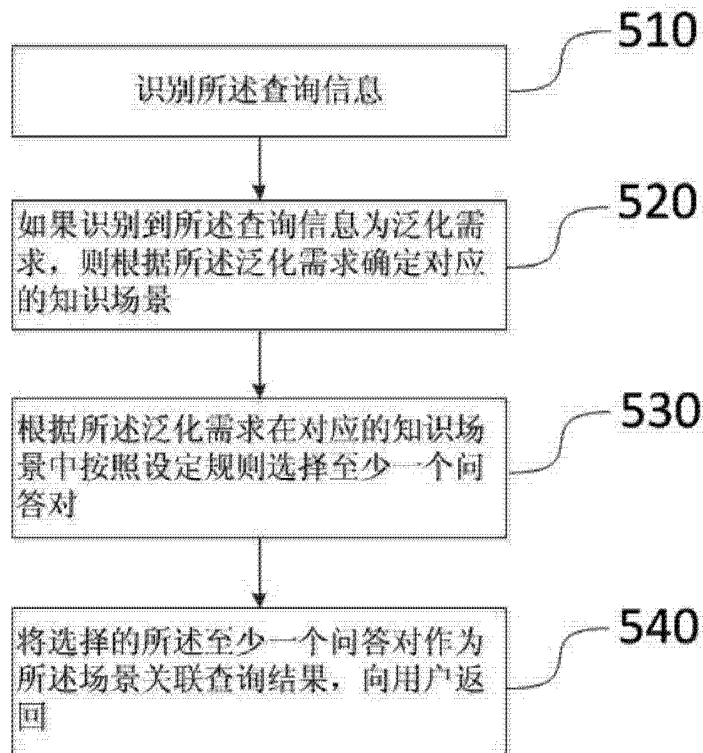 510
识别所述查询信息
520
如果识别到所述查询信息为泛化需
求，则根据所述泛化需求确定对应
的知识场景
530
根据所述泛化需求在对应的知识场
景中按照设定规则选择至少一个问
答对
540
将选择的所述至少一个问答对作为
所述场景关联查询结果，向用户返
回